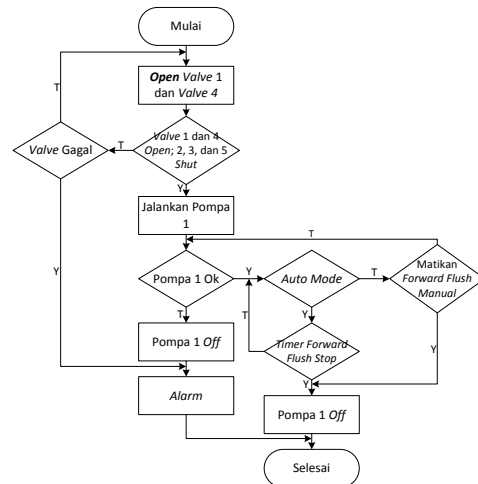 Mulai
T
Open Valve 1
dan Valve 4
Valve Gagal
T
Valve 1 dan 4
Open; 2, 3, dan 5
Shut
Y
Jalankan Pompa
1
T
Pompa 1 Ok
Y
Auto Mode
T
Matikan
Forward Flush
Manual
Y
T
Y
T
Y
Pompa 1 Off
Timer Forward
Flush Stop
Y
Alarm
Pompa 1 Off
Selesai